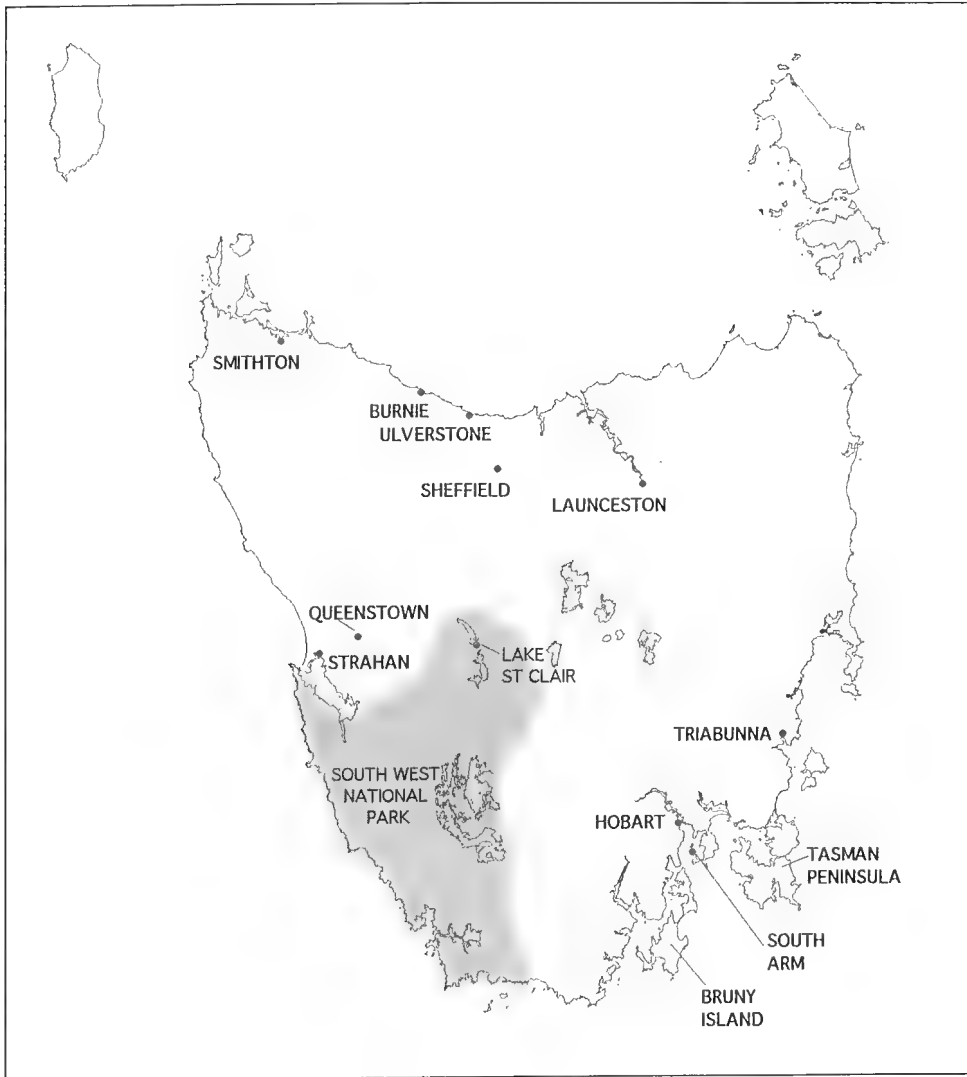 SMITHTON
BURNIE
ULVERSTONE
SHEFFIELD
LAUNCESTON
QUEENSTOWN
STRAHAN
LAKE
ST CLAIR
TRIABUNNA
SOUTH WEST
NATIONAL
PARK
HOBART
TASMAN
PENINSULA
SOUTH
ARM
BRUNY
ISLAND